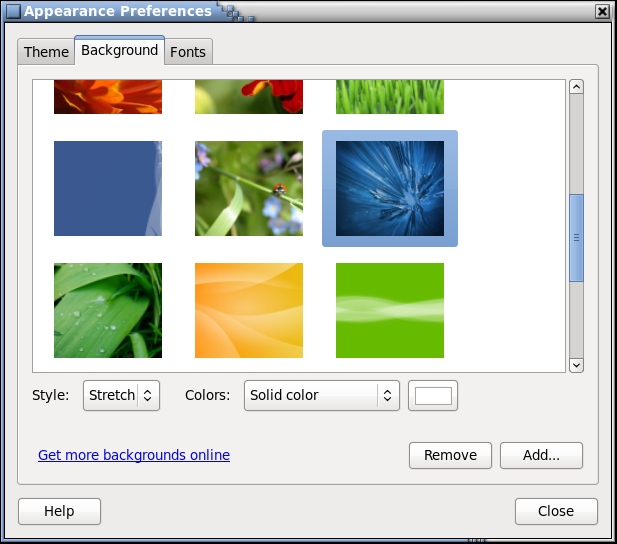 Appearance Preferences
Theme Background Fonts
Style: Stretch Colors: Solid color
Get more backgrounds online Remove Add...
Help Close